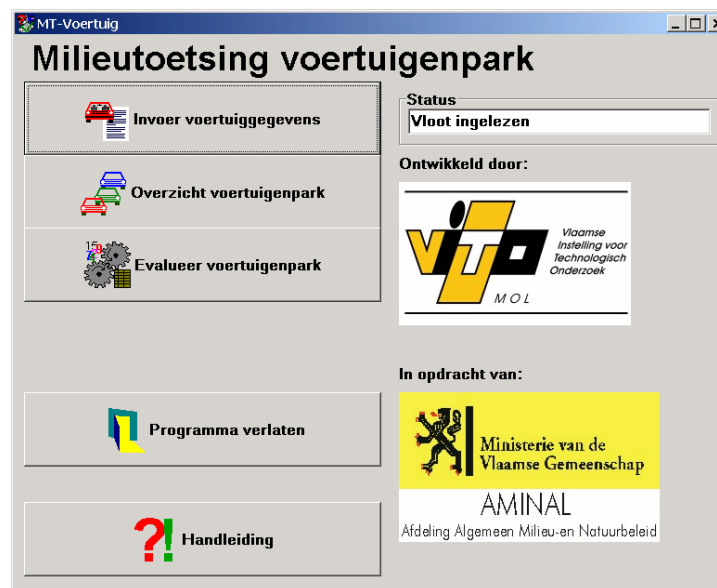 MT-Voertuig
Milieutoetsing voertuigenpark
Invoer voertuiggegevens
Overzicht voertuigenpark
Evalueer voertuigenpark
Programma verlaten
Handleiding
Status
Vloot ingelezen
Ontwikkeld door:
VITO
Vlaamse
Instelling voor
Technologisch
Onderzoek
MOL
In opdracht van:
Ministerie van de
Vlaamse Gemeenschap
AMINAL
Afdeling Algemeen Milieu-en Natuurbeleid